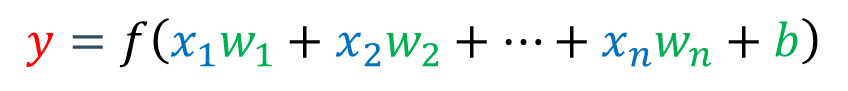 y = f(x₁w₁ + x₂w₂ + ⋯ + xₙwₙ + b)